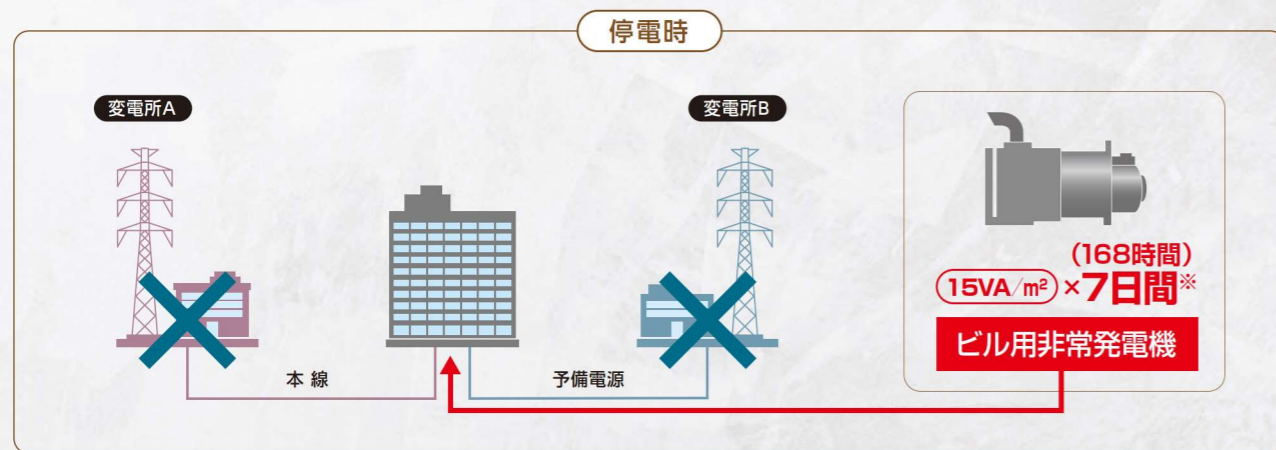 停電時
変電所A
変電所B
(168時間)
15VA/m²×7日間※
ビル用非常発電機
本 線
予備電源